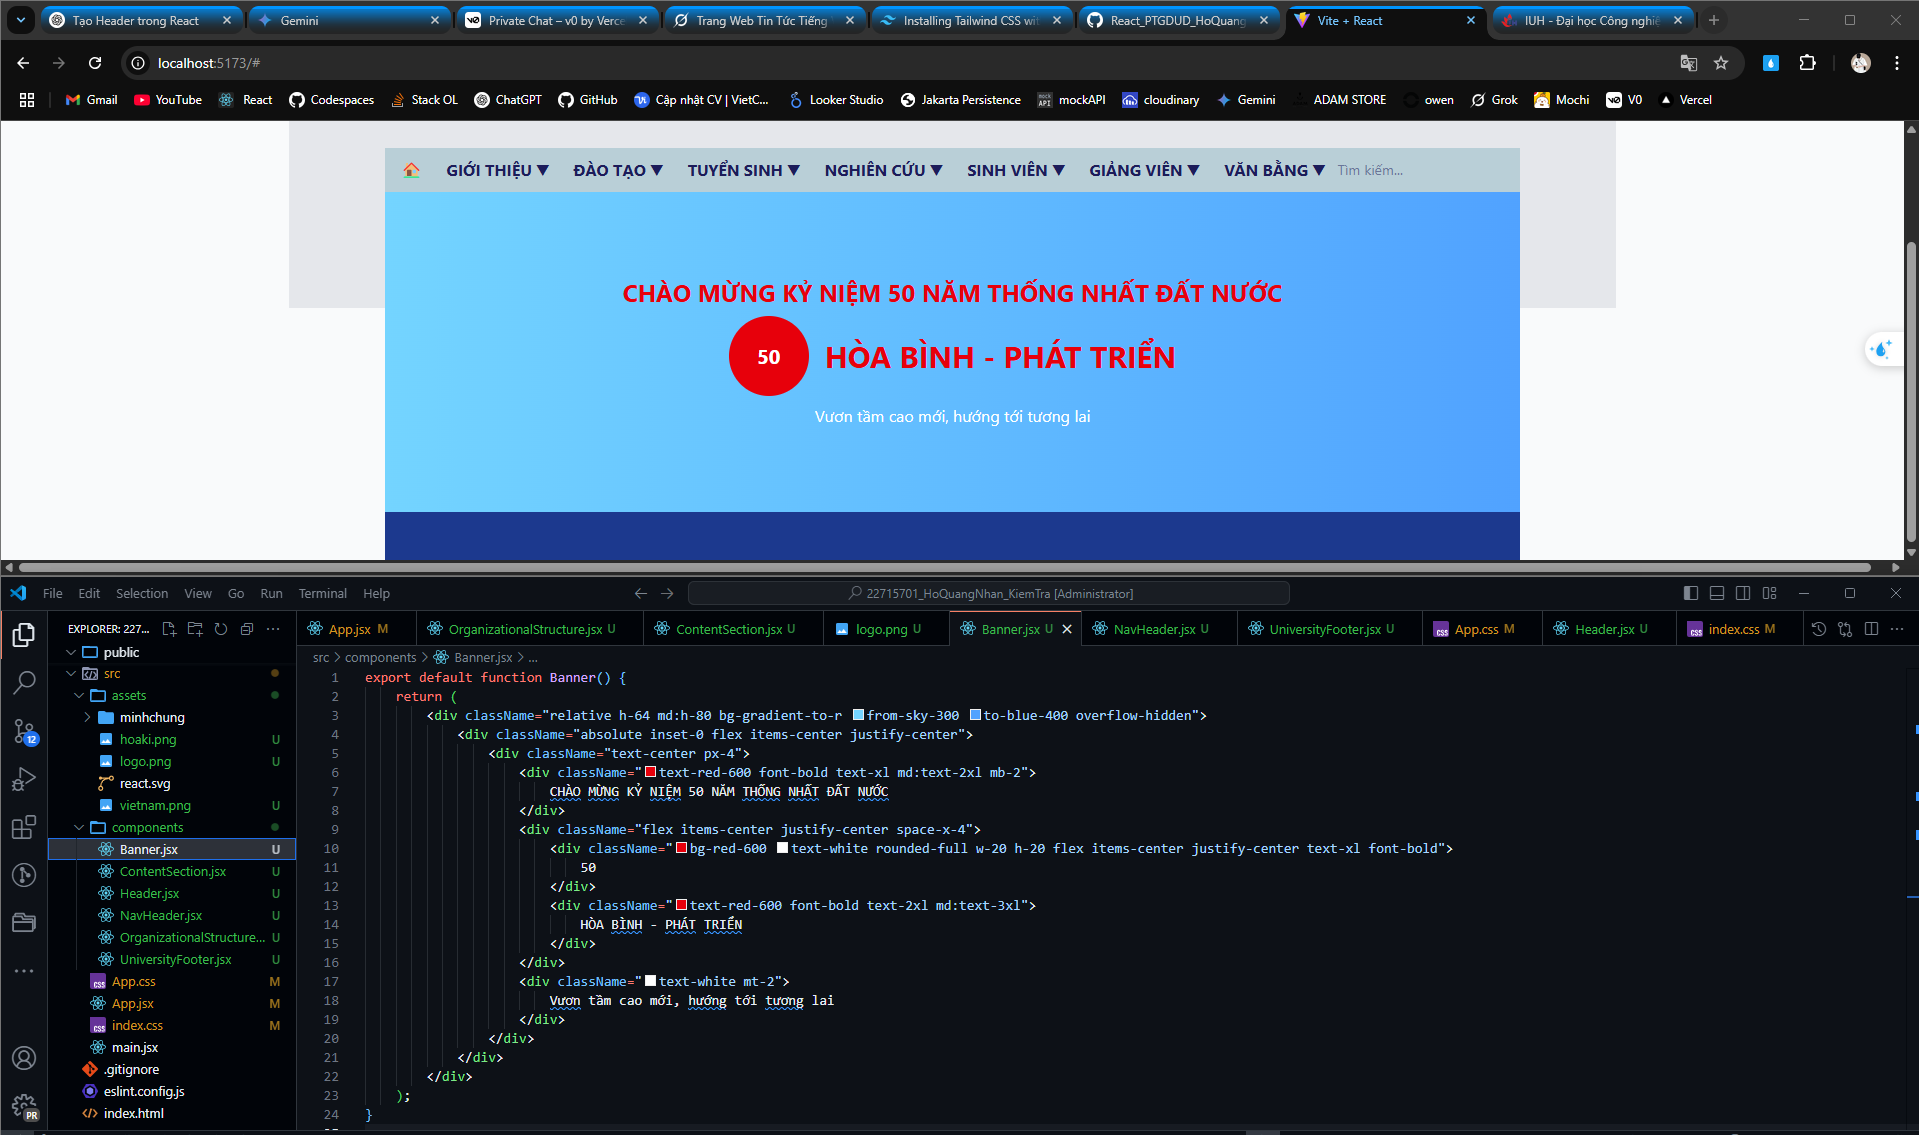 Tạo Header trong React
Gemini
Private Chat – v0 by Verce
Trang Web Tin Tức Tiếng
Installing Tailwind CSS wit
React_PTGDUD_HoQuang
Vite + React
IUH - Đại học Công nghiệ
localhost:5173/#
Gmail
YouTube
React
Codespaces
Stack OL
ChatGPT
GitHub
Cập nhật CV | VietC...
Looker Studio
Jakarta Persistence
mockAPI
cloudinary
Gemini
ADAM STORE
owen
Grok
Mochi
V0
Vercel
GIỚI THIỆU ▼
ĐÀO TẠO ▼
TUYỂN SINH ▼
NGHIÊN CỨU ▼
SINH VIÊN ▼
GIẢNG VIÊN ▼
VĂN BẰNG ▼
Tìm kiếm...
CHÀO MỪNG KỶ NIỆM 50 NĂM THỐNG NHẤT ĐẤT NƯỚC
50
HÒA BÌNH - PHÁT TRIỂN
Vươn tầm cao mới, hướng tới tương lai
File Edit Selection View Go Run Terminal Help
22715701_HoQuangNhan_KiemTra [Administrator]
EXPLORER: 227...
App.jsx M
OrganizationalStructure.jsx U
ContentSection.jsx U
logo.png U
Banner.jsx U
NavHeader.jsx U
UniversityFooter.jsx U
App.css M
Header.jsx U
index.css M
public
src
assets
minhchung
hoaki.png U
logo.png U
react.svg
vietnam.png U
components
Banner.jsx U
ContentSection.jsx U
Header.jsx U
NavHeader.jsx U
OrganizationalStructure... U
UniversityFooter.jsx U
App.css M
App.jsx M
index.css M
main.jsx
.gitignore
eslint.config.js
index.html
12
PR
src > components > Banner.jsx > ...
1 export default function Banner() {
2 return (
3 <div className="relative h-64 md:h-80 bg-gradient-to-r from-sky-300 to-blue-400 overflow-hidden">
4 <div className="absolute inset-0 flex items-center justify-center">
5 <div className="text-center px-4">
6 <div className="text-red-600 font-bold text-xl md:text-2xl mb-2">
7 CHÀO MỪNG KỶ NIỆM 50 NĂM THỐNG NHẤT ĐẤT NƯỚC
8 </div>
9 <div className="flex items-center justify-center space-x-4">
10 <div className="bg-red-600 text-white rounded-full w-20 h-20 flex items-center justify-center text-xl font-bold">
11 50
12 </div>
13 <div className="text-red-600 font-bold text-2xl md:text-3xl">
14 HÒA BÌNH - PHÁT TRIỂN
15 </div>
16 </div>
17 <div className="text-white mt-2">
18 Vươn tầm cao mới, hướng tới tương lai
19 </div>
20 </div>
21 </div>
22 </div>
23 );
24 }